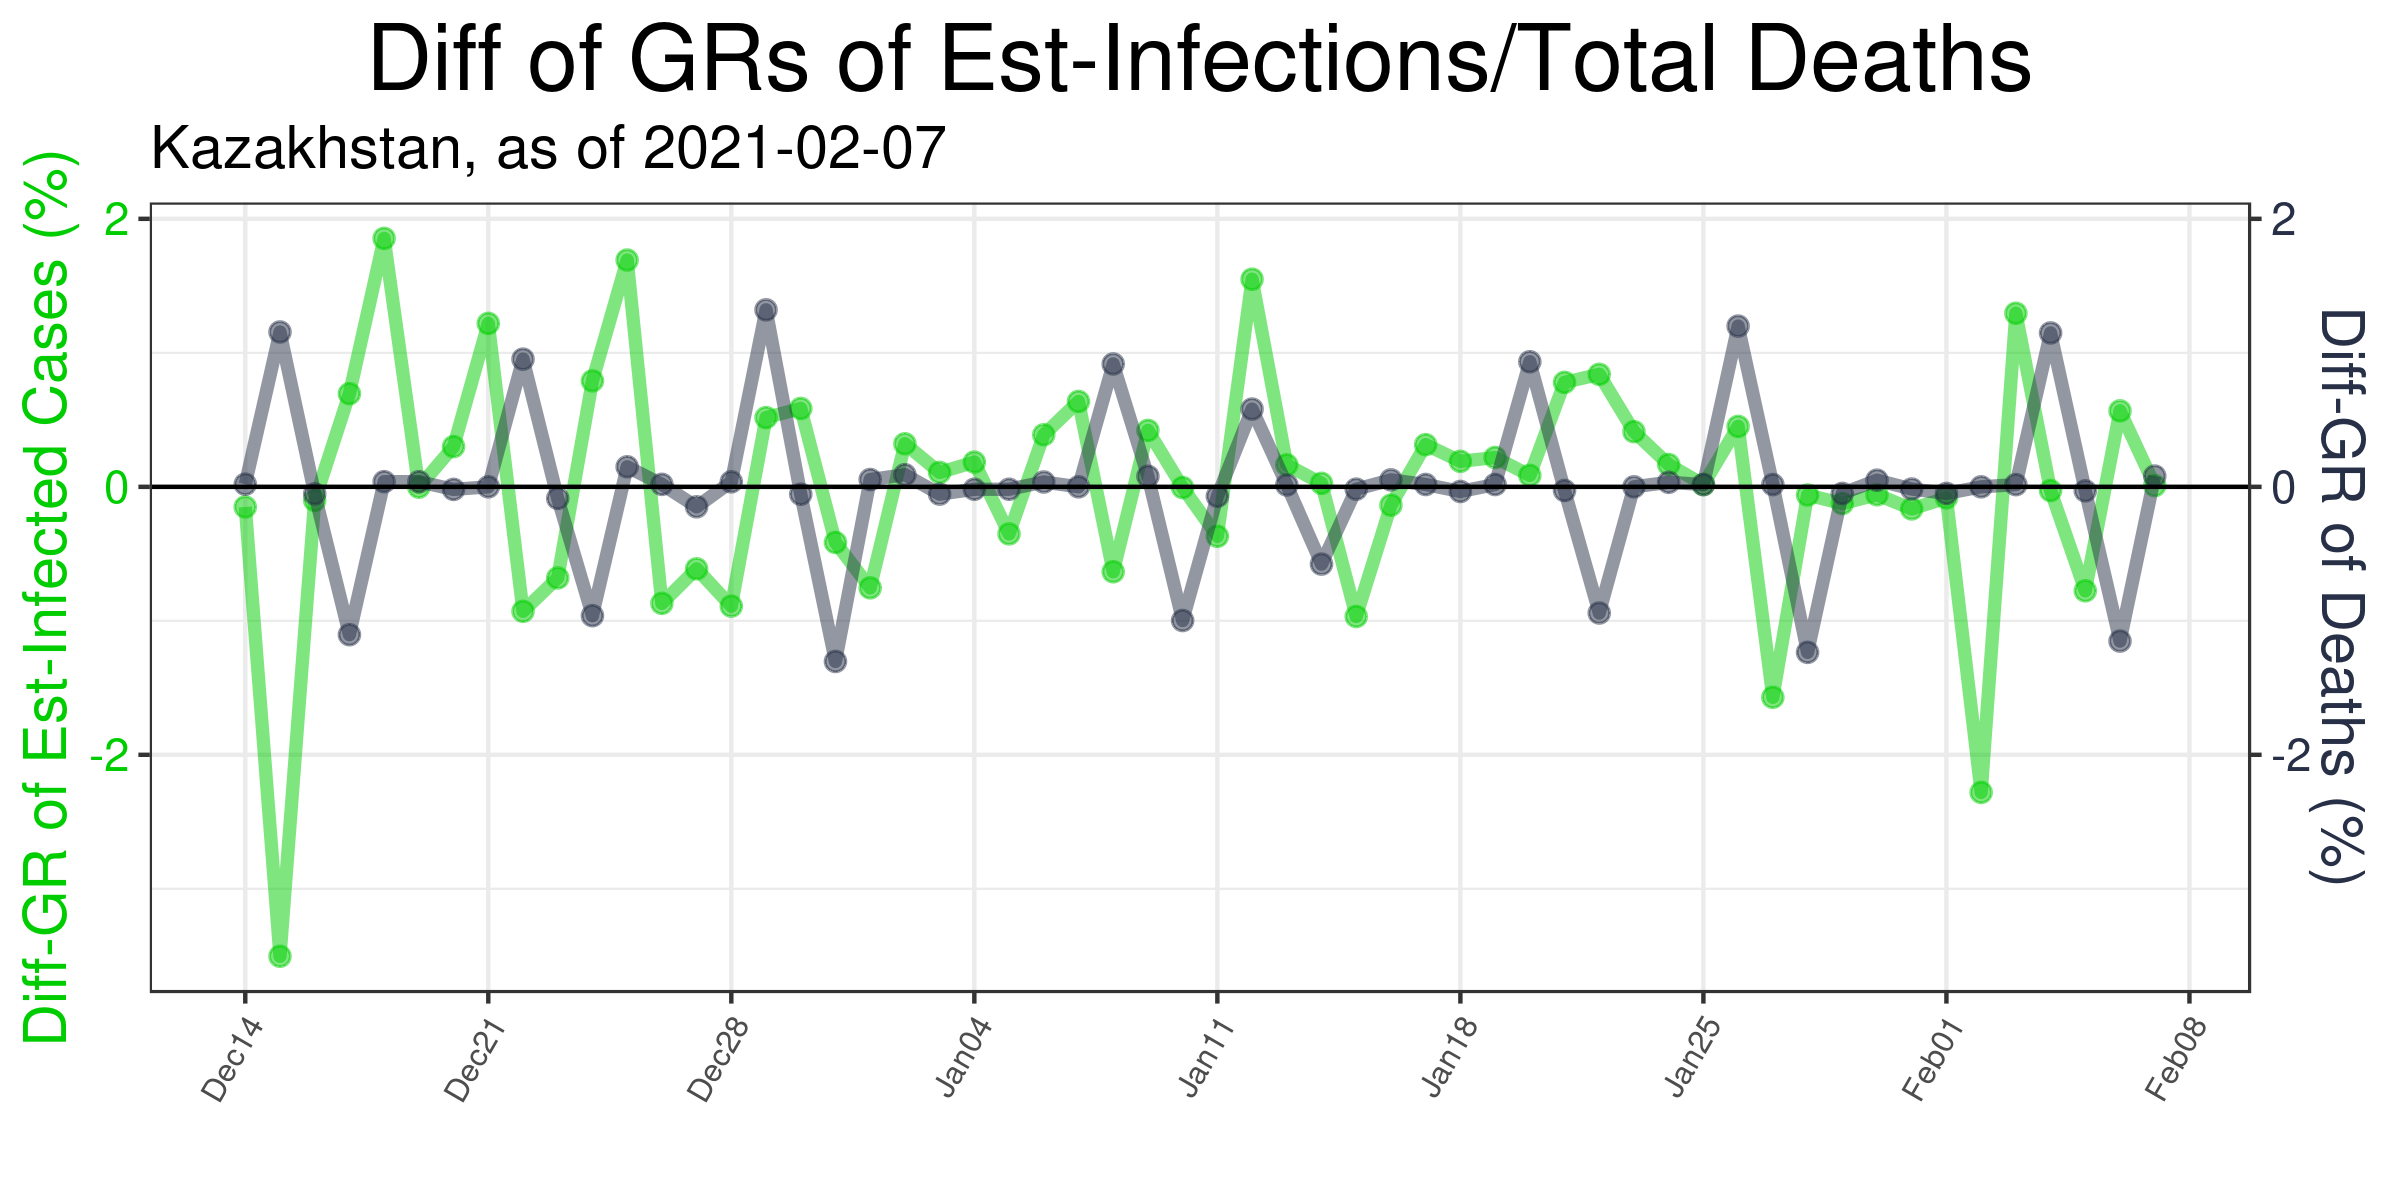 Diff of GRs of Est-Infections/Total Deaths
Kazakhstan, as of 2021-02-07
Diff-GR of Est-Infected Cases (%)
2
0
-2
2
0
-2
Diff-GR of Deaths (%)
Dec14
Dec21
Dec28
Jan04
Jan11
Jan18
Jan25
Feb01
Feb08